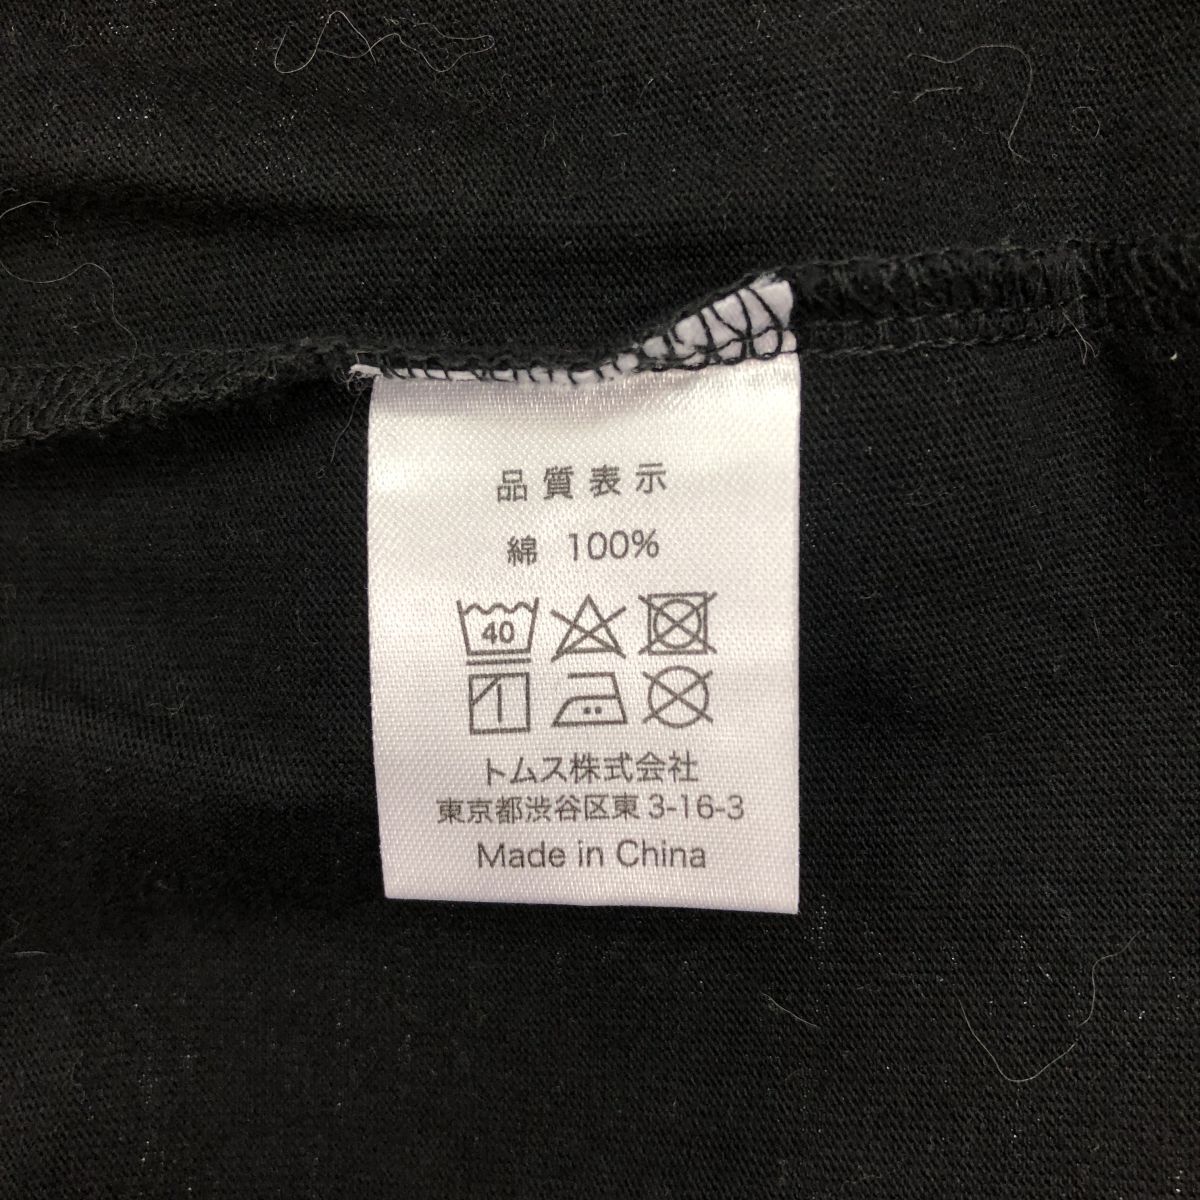 品質表示
綿 100%
40
トムス株式会社
東京都渋谷区東 3-16-3
Made in China